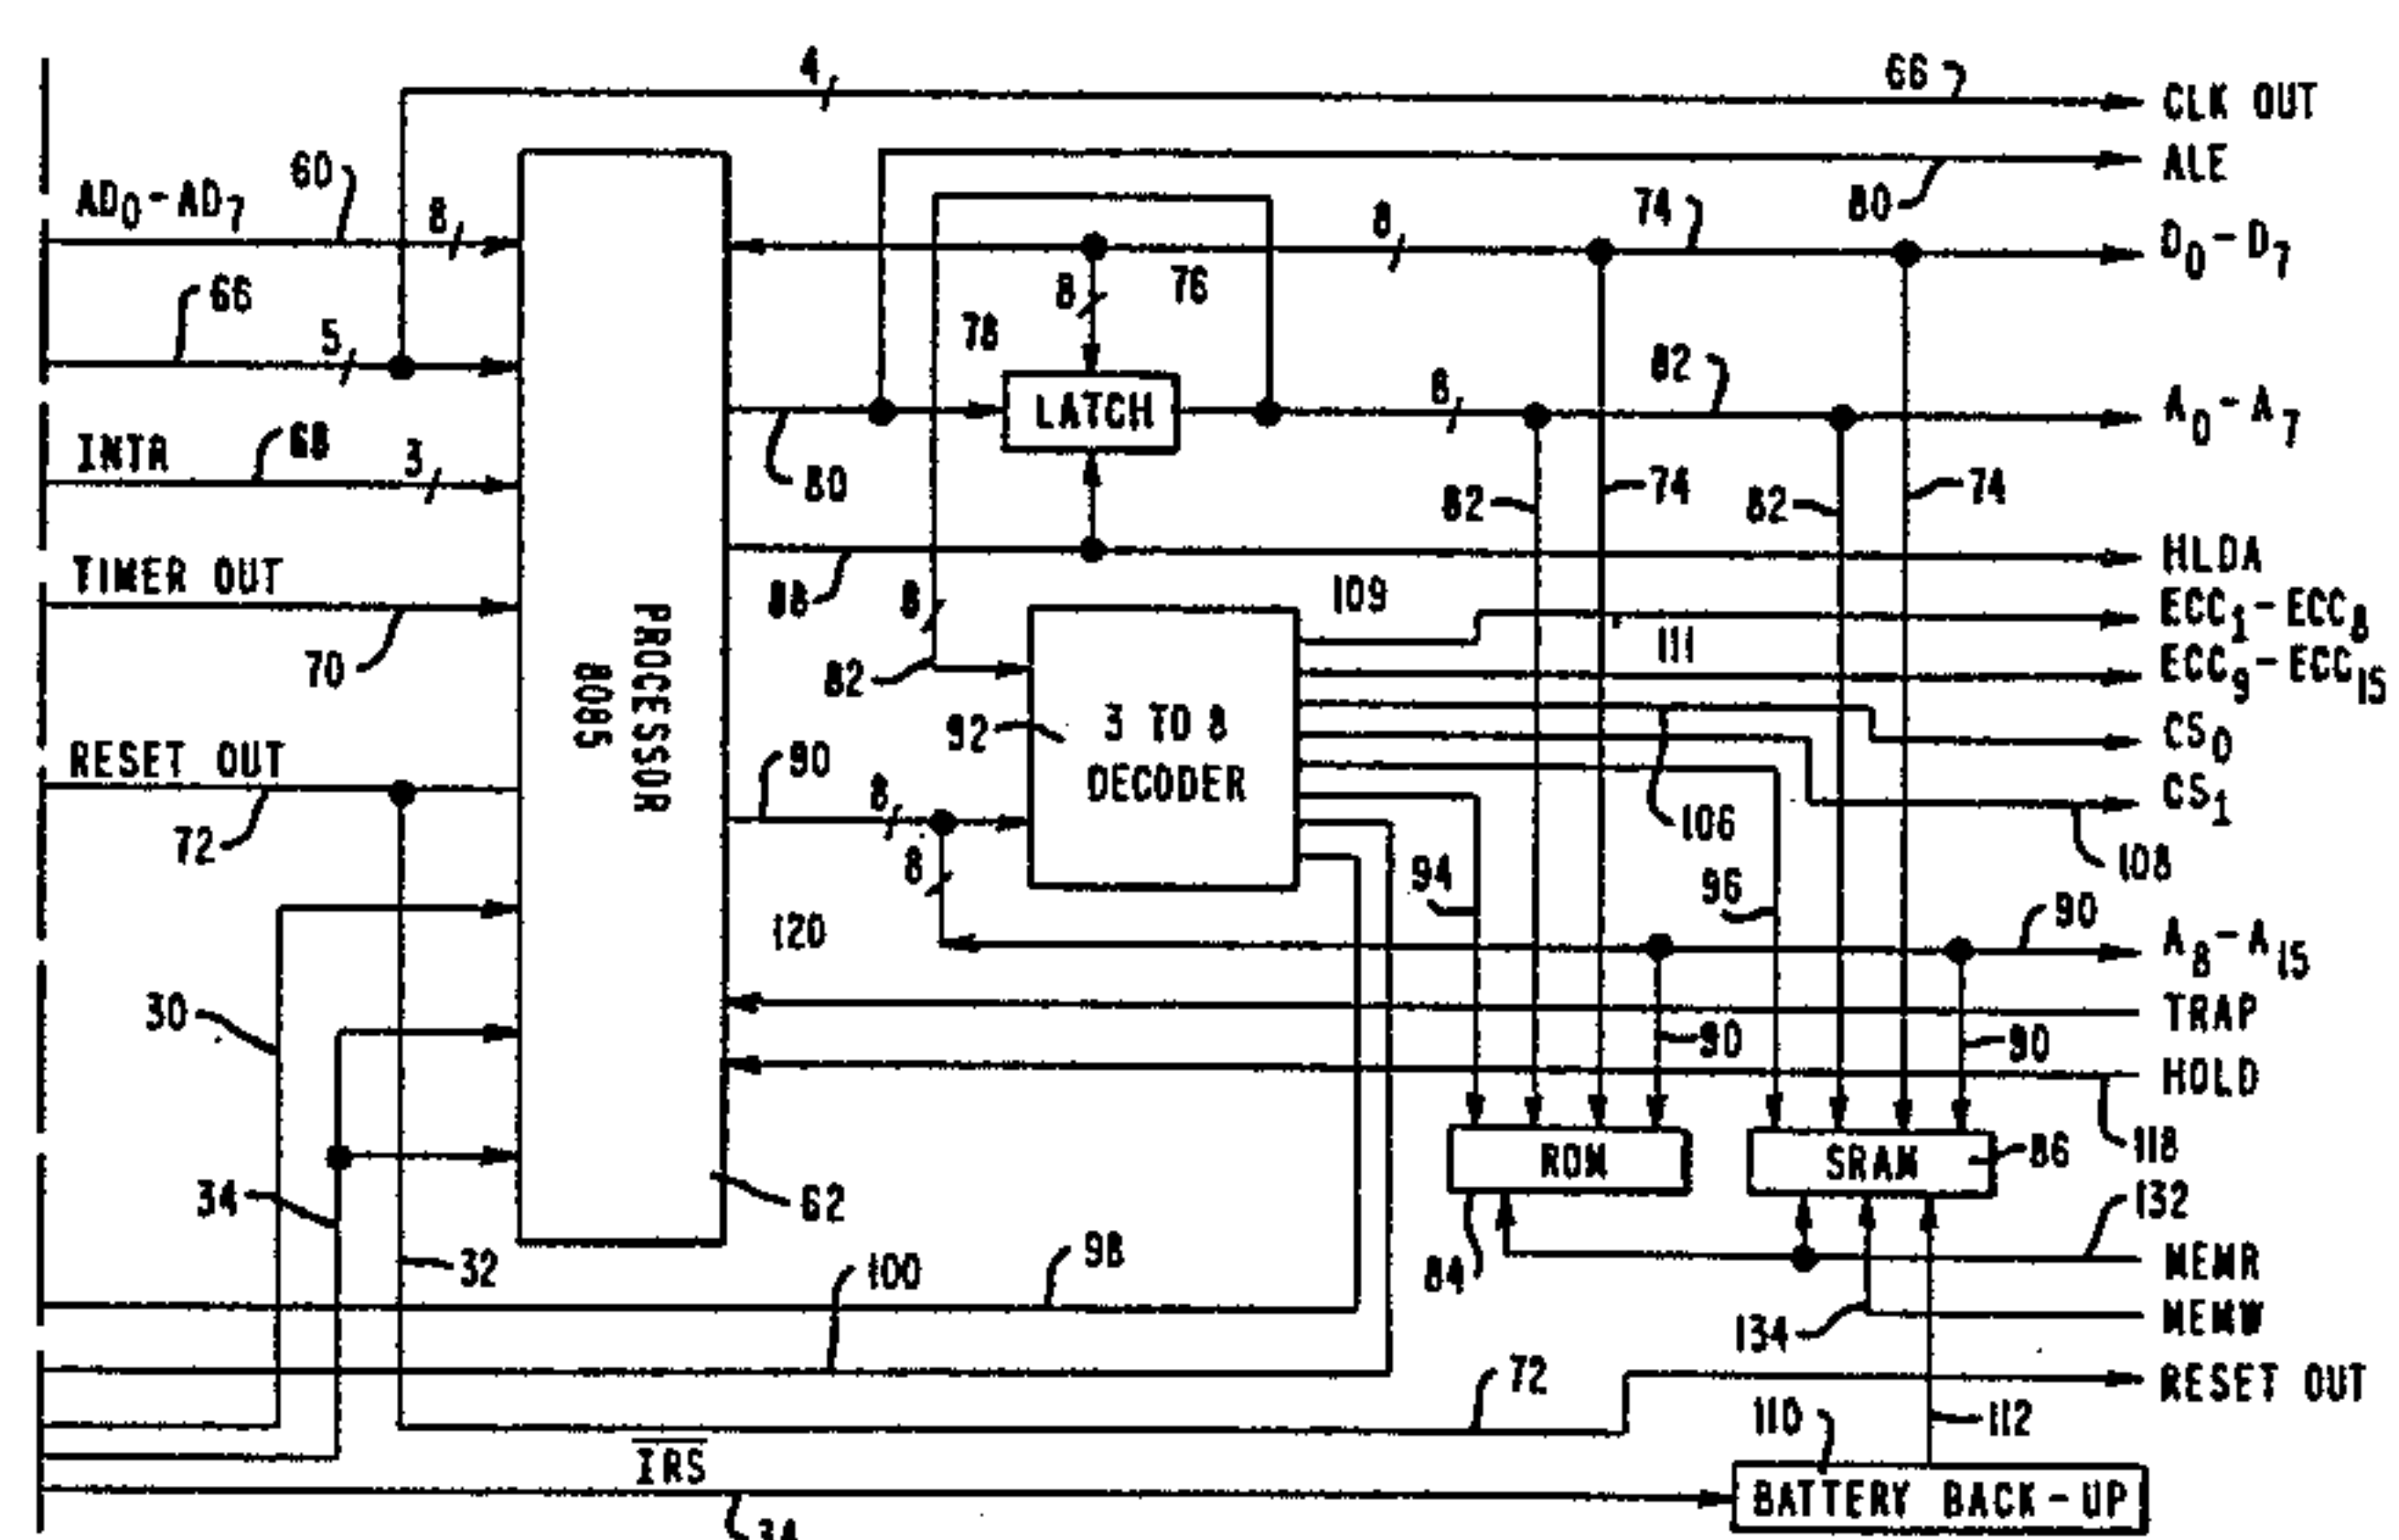 4
66
CLK OUT
ALE
80
AD0-AD7
60
8
8
74
D0-D7
66
5
8
76
78
LATCH
80
8
82
A0-A7
INTR
68
3
82
74
82
74
TIMER OUT
70
88
HLDA
8
82
109
ECC1-ECC8
111
ECC9-ECC15
PROCESSOR
8085
92
3 TO 8
DECODER
CS0
CS1
106
108
RESET OUT
72
90
8
8
94
96
90
A8-A15
120
TRAP
30
90
90
HOLD
118
34
62
ROM
SRAM
86
132
32
98
100
84
MEMR
134
MEMW
72
RESET OUT
110
112
IRS
34
BATTERY BACK-UP